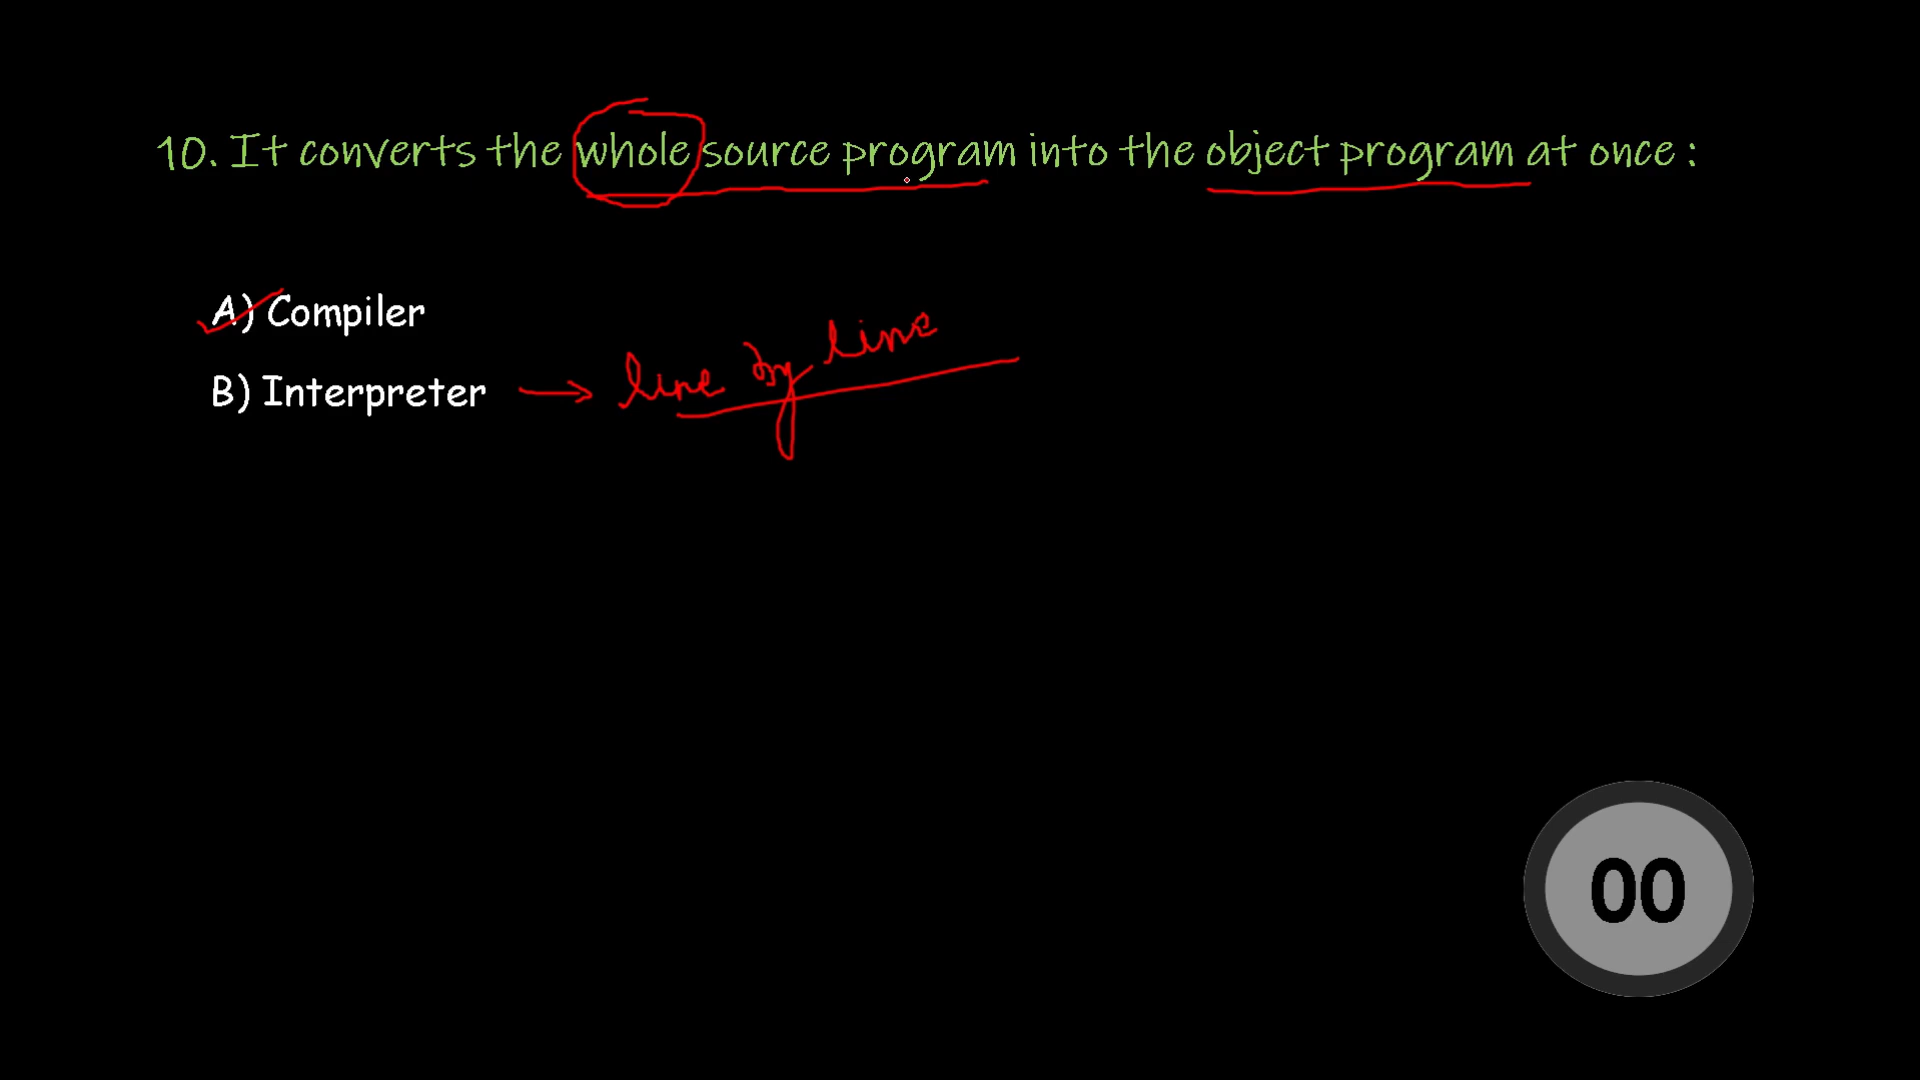 10. It converts the whole source program into the object program at once :
A) Compiler
B) Interpreter → line by line
00